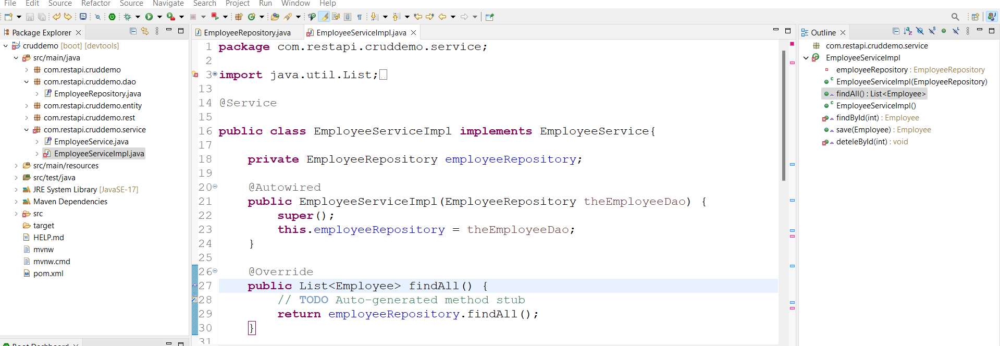 File Edit Source Refactor Source Navigate Search Project Run Window Help
Package Explorer
cruddemo [boot] [devtools]
src/main/java
com.restapi.cruddemo
com.restapi.cruddemo.dao
EmployeeRepository.java
com.restapi.cruddemo.entity
com.restapi.cruddemo.rest
com.restapi.cruddemo.service
EmployeeService.java
EmployeeServiceImpl.java
src/main/resources
src/test/java
JRE System Library [JavaSE-17]
Maven Dependencies
src
target
HELP.md
mvnw
mvnw.cmd
pom.xml
Boot Dashboard
EmployeeRepository.java EmployeeServiceImpl.java
1 package com.restapi.cruddemo.service;
2
3 import java.util.List;
13
14 @Service
15
16 public class EmployeeServiceImpl implements EmployeeService{
17
18 private EmployeeRepository employeeRepository;
19
20 @Autowired
21 public EmployeeServiceImpl(EmployeeRepository theEmployeeDao) {
22 super();
23 this.employeeRepository = theEmployeeDao;
24 }
25
26 @Override
27 public List<Employee> findAll() {
28 // TODO Auto-generated method stub
29 return employeeRepository.findAll();
30 }
31
Outline
com.restapi.cruddemo.service
EmployeeServiceImpl
employeeRepository : EmployeeRepository
EmployeeServiceImpl(EmployeeRepository)
findAll() : List<Employee>
EmployeeServiceImpl()
findById(int) : Employee
save(Employee) : Employee
deteleById(int) : void